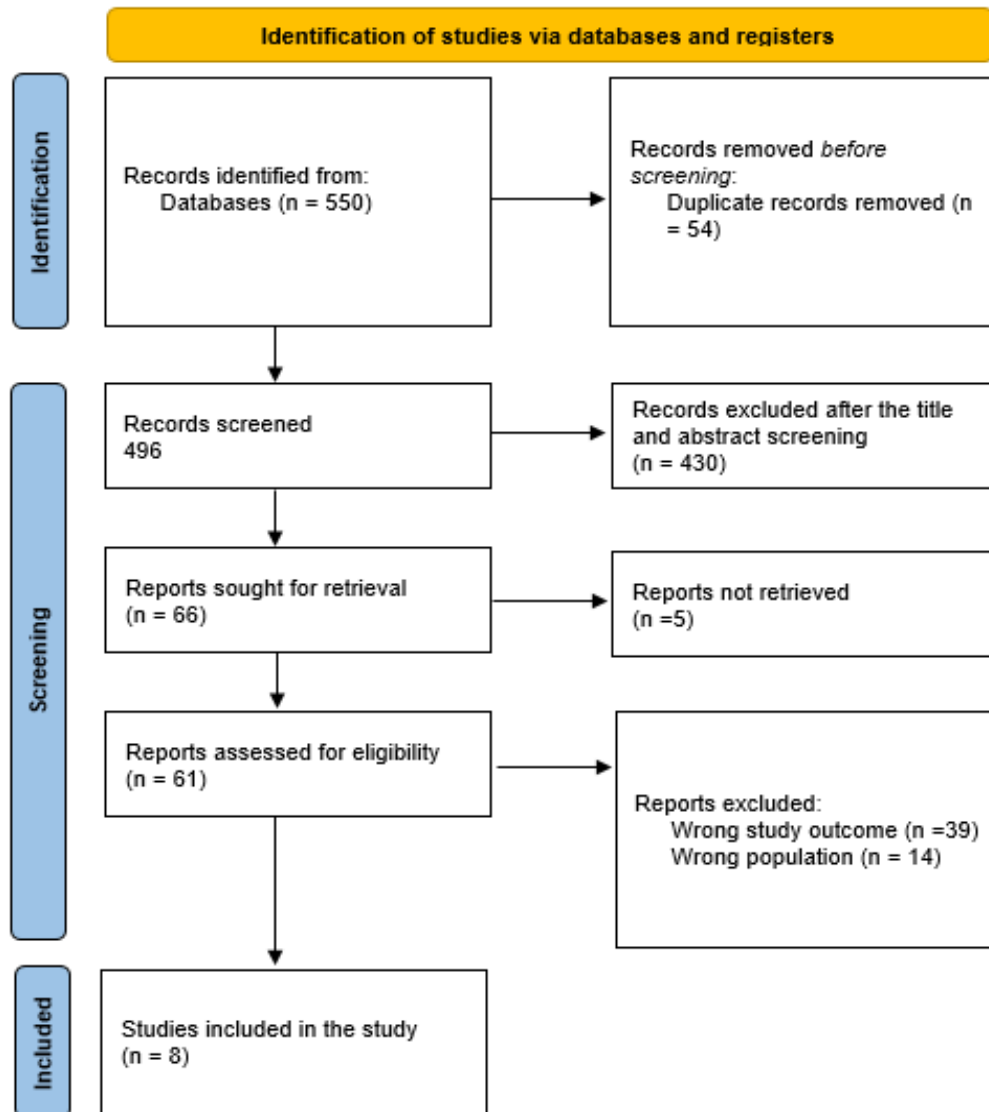 Identification of studies via databases and registers
Identification
Records identified from:
Databases (n = 550)
Records removed before
screening:
Duplicate records removed (n
= 54)
Screening
Records screened
496
Records excluded after the title
and abstract screening
(n = 430)
Reports sought for retrieval
(n = 66)
Reports not retrieved
(n =5)
Reports assessed for eligibility
(n = 61)
Reports excluded:
Wrong study outcome (n =39)
Wrong population (n = 14)
Included
Studies included in the study
(n = 8)